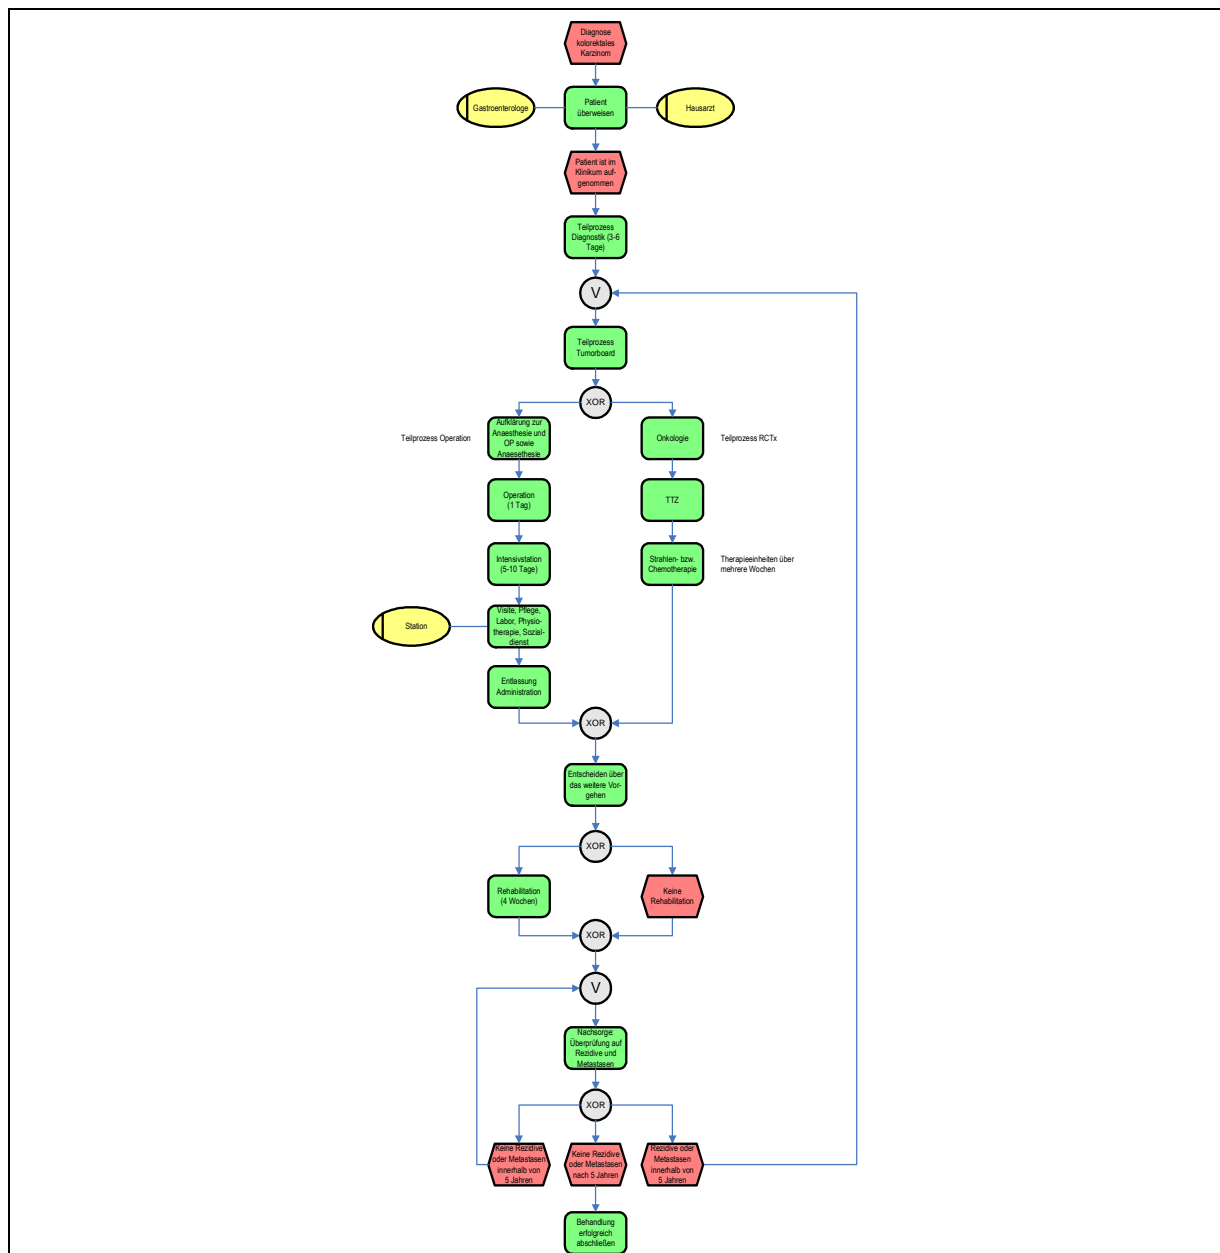 Diagnose
kolorektales
Karzinom
Gastroenterologe
Patient
überweisen
Hausarzt
Patient ist im
Klinikum auf-
genommen
Teilprozess
Diagnostik (3-6
Tage)
V
Teilprozess
Tumorboard
XOR
Teilprozess Operation
Aufklärung zur
Anaesthesie und
OP sowie
Anaesethesie
Onkologie
Teilprozess RCTx
Operation
(1 Tag)
TTZ
Intensivstation
(5-10 Tage)
Strahlen- bzw.
Chemotherapie
Therapieeinheiten über
mehrere Wochen
Station
Visite, Pflege,
Labor, Physio-
therapie, Sozial-
dienst
Entlassung
Administration
XOR
Entscheiden über
das weitere Vor-
gehen
XOR
Rehabilitation
(4 Wochen)
Keine
Rehabilitation
XOR
V
Nachsorge:
Überprüfung auf
Rezidive und
Metastasen
XOR
Keine Rezidive
oder Metastasen
innerhalb von
5 Jahren
Keine Rezidive
oder Metastasen
nach 5 Jahren
Rezidive oder
Metastasen
innerhalb von
5 Jahren
Behandlung
erfolgreich
abschließen